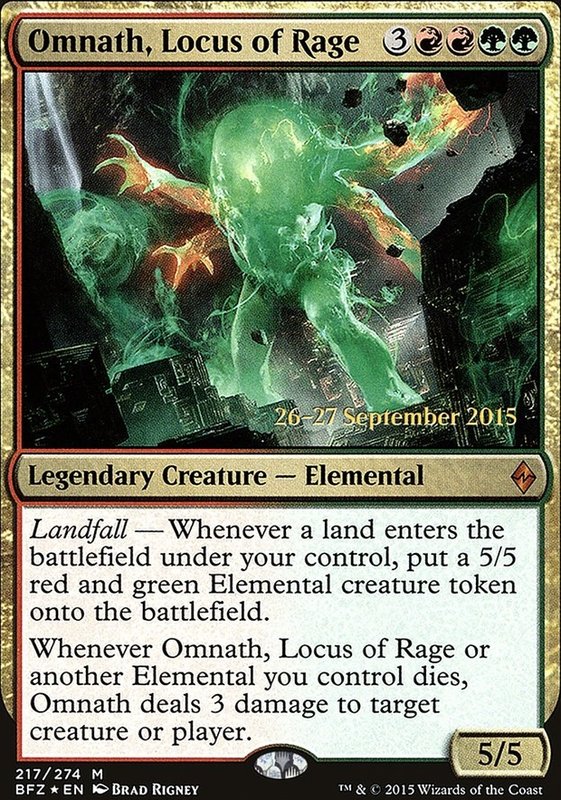 Omnath, Locus of Rage 3
26–27 September 2015
Legendary Creature — Elemental
Landfall — Whenever a land enters the
battlefield under your control, put a 5/5
red and green Elemental creature token
onto the battlefield.
Whenever Omnath, Locus of Rage or
another Elemental you control dies,
Omnath deals 3 damage to target
creature or player.
5/5
217/274 M
BFZ ★ EN Brad Rigney
™ & © 2015 Wizards of the Coast